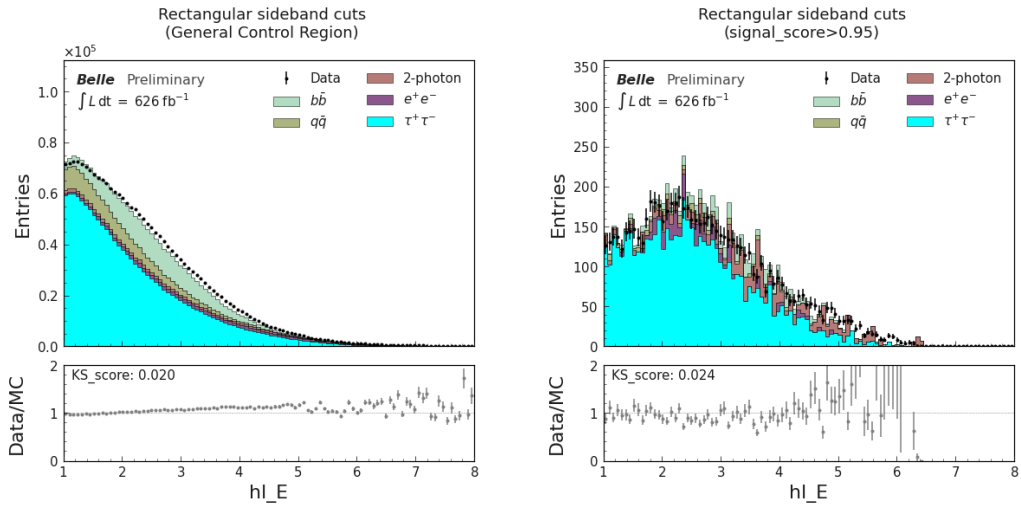 Rectangular sideband cuts
(General Control Region)
×10⁵
Belle Preliminary
∫ L dt = 626 fb⁻¹
Data
bb̄
qq̄
2-photon
e⁺e⁻
τ⁺τ⁻
Entries
1.0
0.8
0.6
0.4
0.2
0.0
KS_score: 0.020
Data/MC
2
1
0
1 2 3 4 5 6 7 8
hl_E
Rectangular sideband cuts
(signal_score>0.95)
Belle Preliminary
∫ L dt = 626 fb⁻¹
Data
bb̄
qq̄
2-photon
e⁺e⁻
τ⁺τ⁻
Entries
350
300
250
200
150
100
50
0
KS_score: 0.024
Data/MC
2
1
0
1 2 3 4 5 6 7 8
hl_E